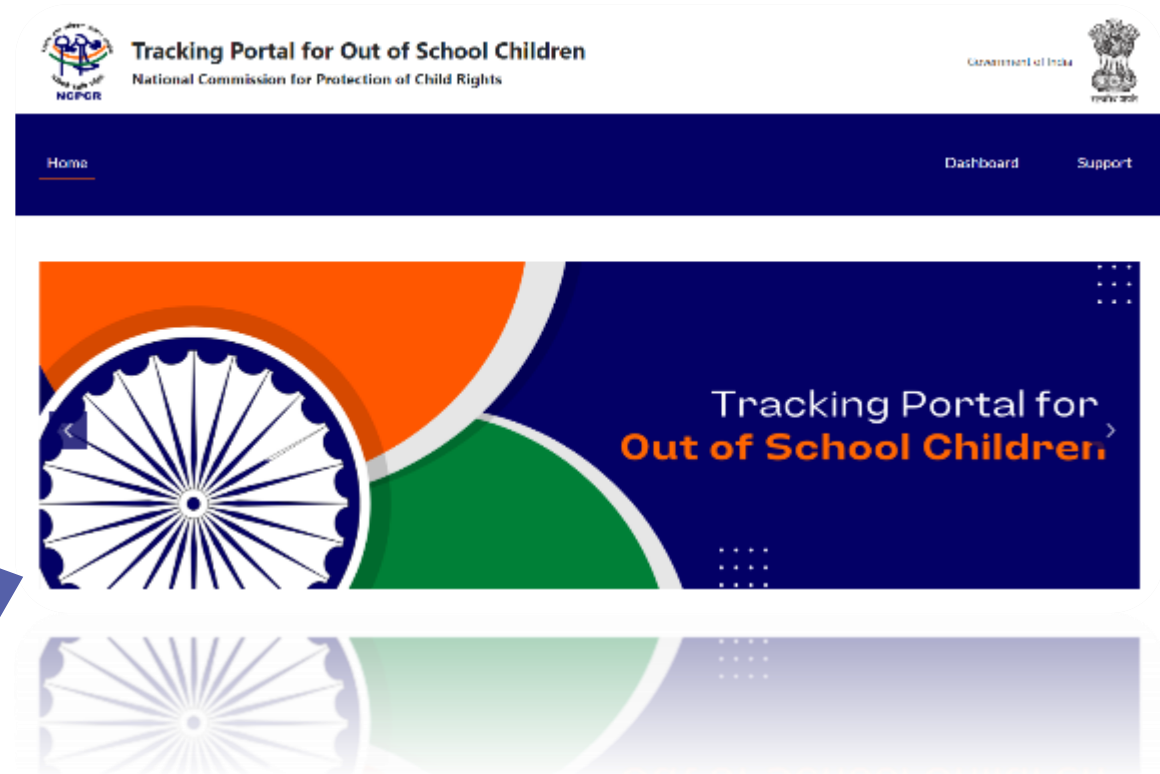 Tracking Portal for Out of School Children
National Commission for Protection of Child Rights
NCPCR
Government of India
Home
Dashboard
Support
Tracking Portal for
Out of School Children